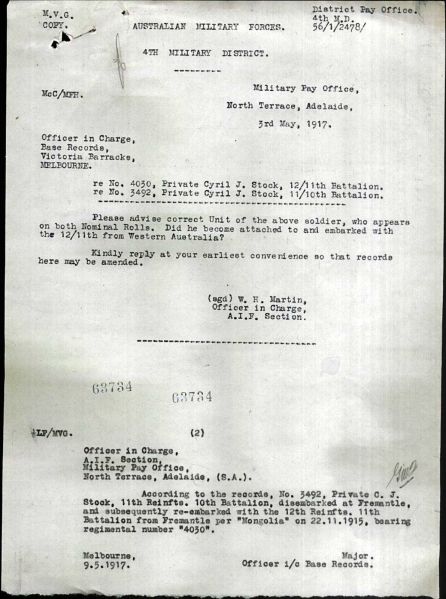 M.V.G.
COPY.
AUSTRALIAN MILITARY FORCES.
District Pay Office.
4th M.D.
56/1/2478/
4TH MILITARY DISTRICT.
McC/MFH.
Military Pay Office,
North Terrace, Adelaide,
3rd May, 1917.
Officer in Charge,
Base Records,
Victoria Barracks,
MELBOURNE.
re No. 4030, Private Cyril J. Stock, 12/11th Battalion.
re No. 3492, Private Cyril J. Stock, 11/10th Battalion.
Please advise correct Unit of the above soldier, who appears
on both Nominal Rolls. Did he become attached to and embarked with
the 12/11th from Western Australia?
Kindly reply at your earliest convenience so that records
here may be amended.
(sgd) W. H. Martin,
Officer in Charge,
A.I.F. Section.
63734
63734
LF/MVG.
(2)
Officer in Charge,
A.I.F. Section,
Military Pay Office,
North Terrace, Adelaide, (S.A.).
According to the records, No. 3492, Private C. J.
Stock, 11th Reinfts. 10th Battalion, disembarked at Fremantle,
and subsequently re-embarked with the 12th Reinfts. 11th
Battalion from Fremantle per "Mongolia" on 22.11.1915, bearing
regimental number "4030".
Melbourne,
9.5.1917.
Major.
Officer i/c Base Records.